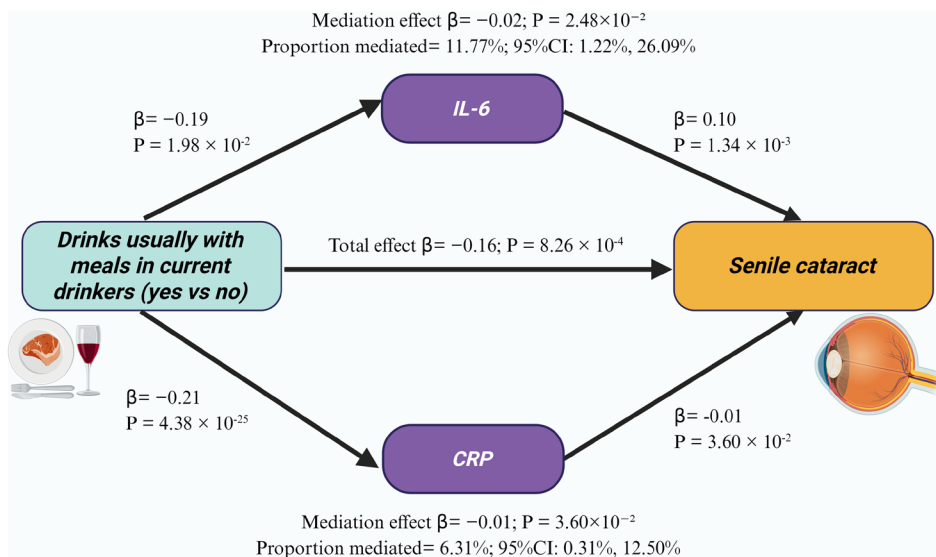 Mediation effect β= −0.02; P = 2.48×10⁻²
Proportion mediated= 11.77%; 95%CI: 1.22%, 26.09%
IL-6
β= −0.19
P = 1.98 × 10⁻²
β= 0.10
P = 1.34 × 10⁻³
Drinks usually with
meals in current
drinkers (yes vs no)
Total effect β= −0.16; P = 8.26 × 10⁻⁴
Senile cataract
β= −0.21
P = 4.38 × 10⁻²⁵
β= -0.01
P = 3.60 × 10⁻²
CRP
Mediation effect β= −0.01; P = 3.60×10⁻²
Proportion mediated= 6.31%; 95%CI: 0.31%, 12.50%